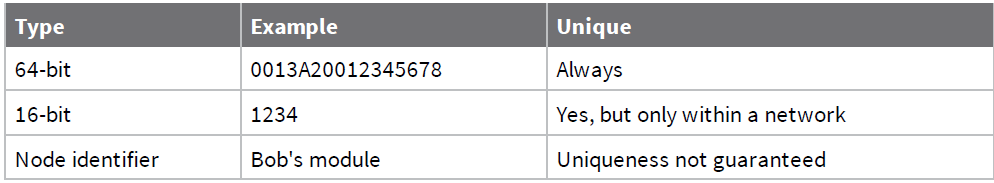 Type Example Unique
64-bit 0013A20012345678 Always
16-bit 1234 Yes, but only within a network
Node identifier Bob's module Uniqueness not guaranteed